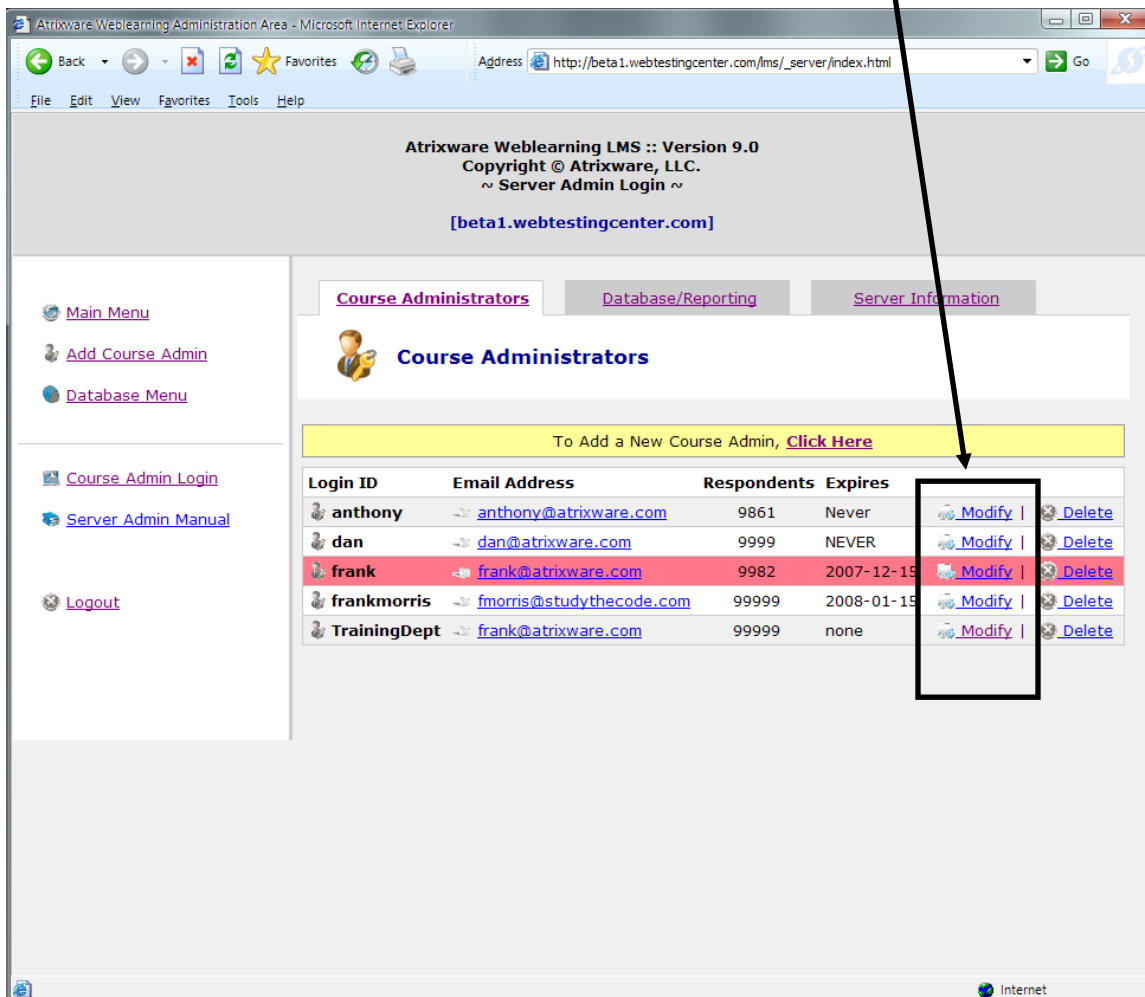 Atrixware Weblearning Administration Area - Microsoft Internet Explorer
Back Favorites Address http://beta1.webtestingcenter.com/lms/_server/index.html Go
File Edit View Favorites Tools Help
Atrixware Weblearning LMS :: Version 9.0
Copyright © Atrixware, LLC.
~ Server Admin Login ~
[beta1.webtestingcenter.com]
Main Menu
Add Course Admin
Database Menu
Course Admin Login
Server Admin Manual
Logout
Course Administrators Database/Reporting Server Information
Course Administrators
To Add a New Course Admin, Click Here
Login ID Email Address Respondents Expires
anthony anthony@atrixware.com 9861 Never Modify | Delete
dan dan@atrixware.com 9999 NEVER Modify | Delete
frank frank@atrixware.com 9982 2007-12-15 Modify | Delete
frankmorris fmorris@studythecode.com 99999 2008-01-15 Modify | Delete
TrainingDept frank@atrixware.com 99999 none Modify | Delete
Internet